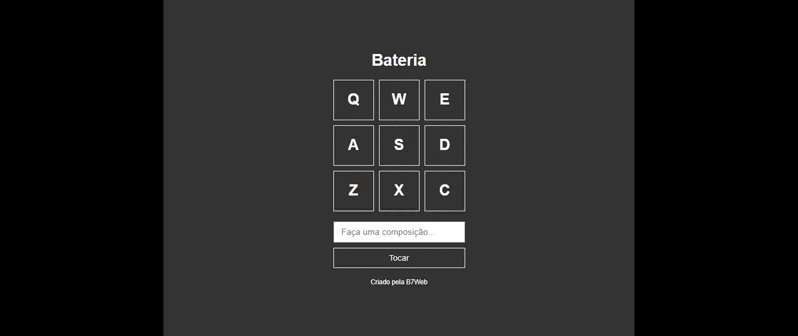 Bateria
Q W E
A S D
Z X C
Faça uma composição...
Tocar
Criado pela B7Web